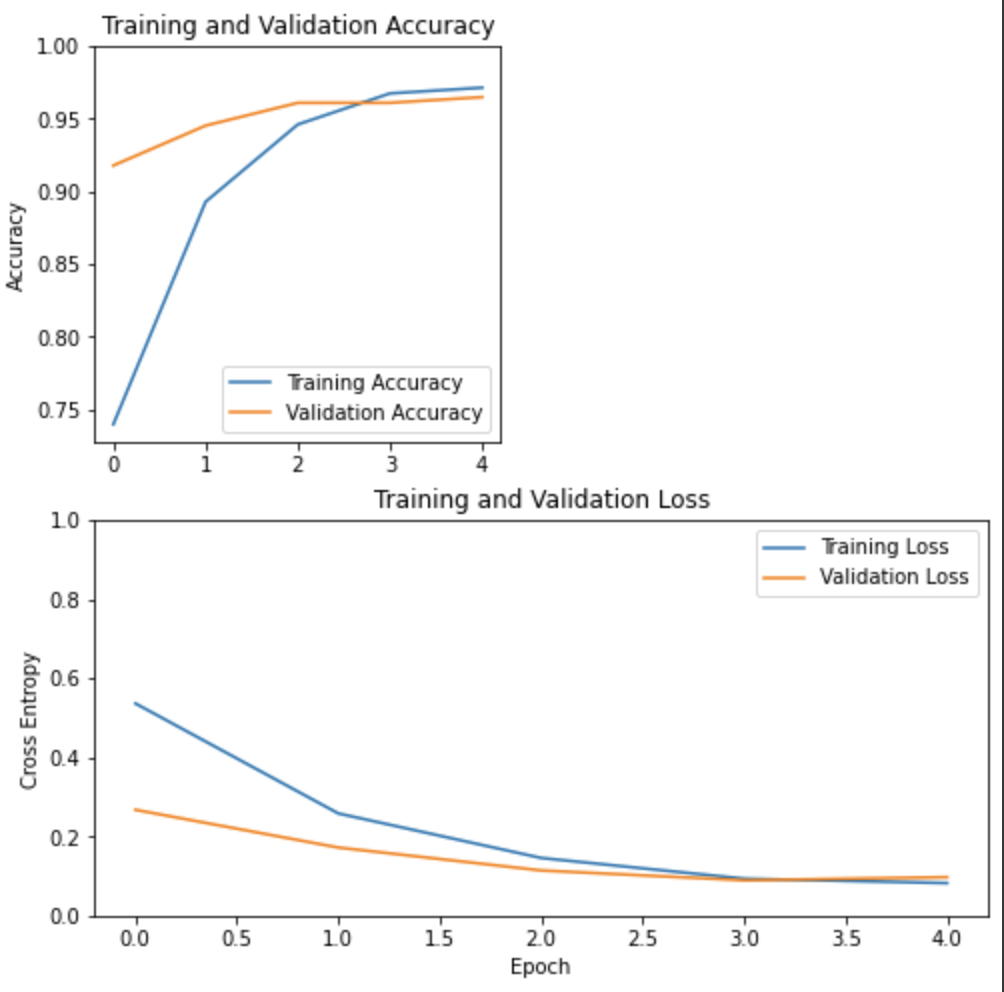 Training and Validation Accuracy
1.00
0.95
0.90
0.85
0.80
0.75
Accuracy
Training Accuracy
Validation Accuracy
0 1 2 3 4
Training and Validation Loss
1.0
0.8
0.6
0.4
0.2
0.0
Cross Entropy
Training Loss
Validation Loss
0.0 0.5 1.0 1.5 2.0 2.5 3.0 3.5 4.0
Epoch